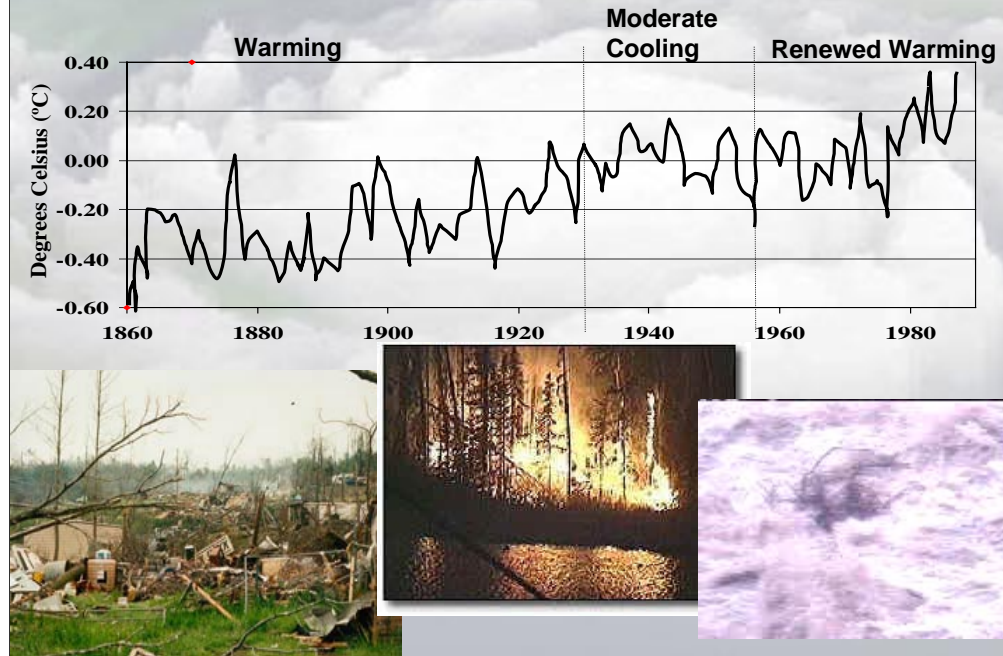 Warming
Moderate
Cooling
Renewed Warming
Degrees Celsius (ºC)
0.40
0.20
0.00
-0.20
-0.40
-0.60
1860 1880 1900 1920 1940 1960 1980